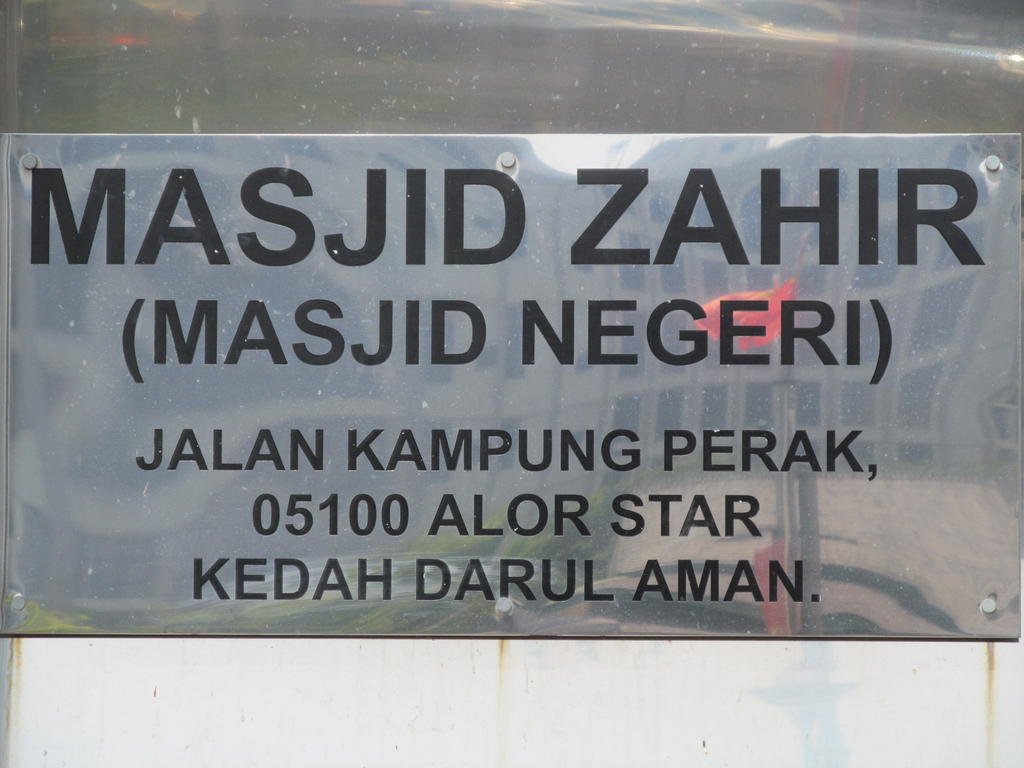 MASJID ZAHIR
(MASJID NEGERI)
JALAN KAMPUNG PERAK,
05100 ALOR STAR
KEDAH DARUL AMAN.